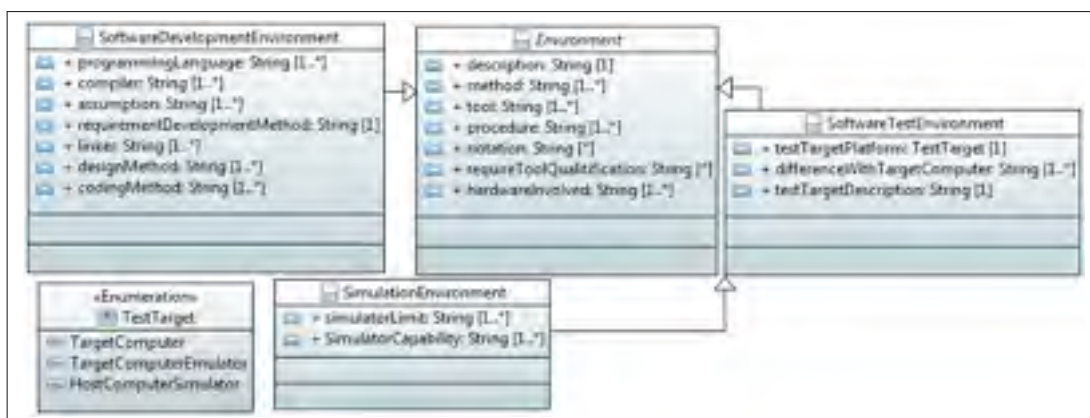 SoftwareDevelopmentEnvironment
+ programmingLanguage: String [1..*]
+ compiler: String [1..*]
+ assumption: String [1..*]
+ requirementDevelopmentMethod: String [1]
+ linker: String [1..*]
+ designMethod: String [1..*]
+ codingMethod: String [1..*]
Environment
+ description: String [1]
+ method: String [1..*]
+ tool: String [1..*]
+ procedure: String [1..*]
+ notation: String [*]
+ requireToolQualitification: String [*]
+ hardwareInvolved: String [1..*]
SoftwareTestEnvironment
+ testTargetPlatform: TestTarget [1]
+ differenceWithTargetComputer: String [1..*]
+ testTargetDescription: String [1]
«Enumeration»
TestTarget
TargetComputer
TargetComputerEmulator
HostComputerSimulator
SimulationEnvironment
+ simulatorLimit: String [1..*]
+ SimulatorCapability: String [1..*]